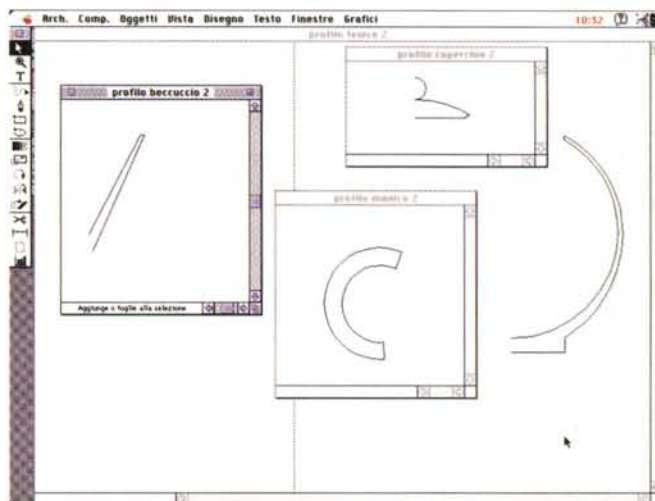 Arch. Comp. Oggetti Vista Disegno Testo Finestre Grafici 10:52
profilo teiera 2
profilo coperchio 2
profilo beccuccio 2
profilo manico 2
Aggiunge o toglie alla selezione